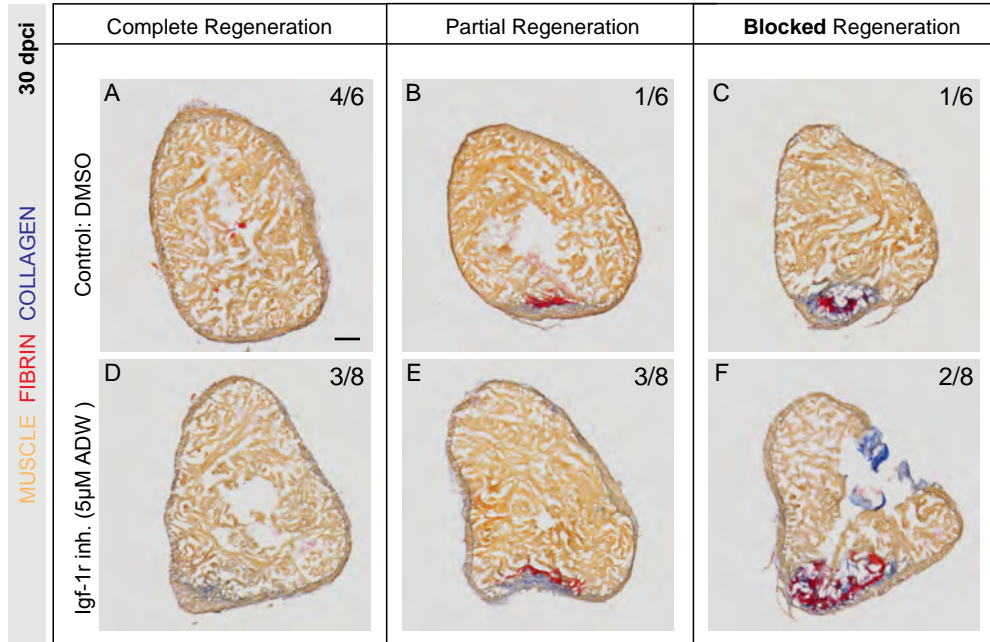 Complete Regeneration
Partial Regeneration
Blocked Regeneration
30 dpci
MUSCLE FIBRIN COLLAGEN
Control: DMSO
A
4/6
B
1/6
C
1/6
Igf-1r inh. (5µM ADW )
D
3/8
E
3/8
F
2/8